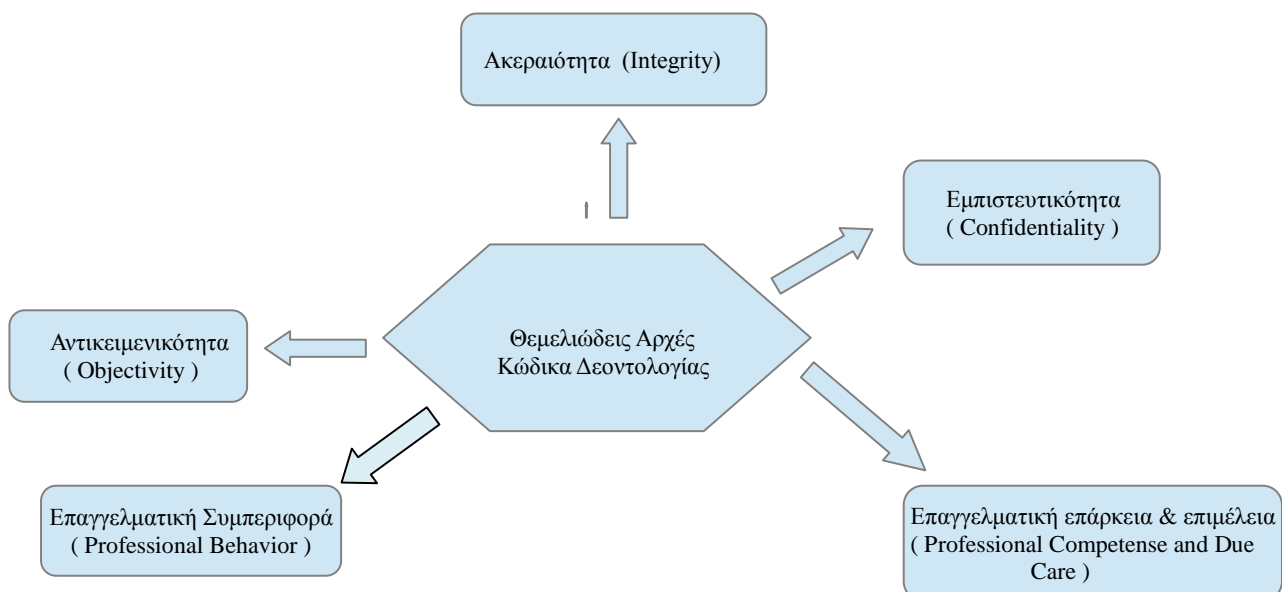 Ακεραιότητα (Integrity)
Εμπιστευτικότητα
( Confidentiality )
Θεμελιώδεις Αρχές
Κώδικα Δεοντολογίας
Αντικειμενικότητα
( Objectivity )
Επαγγελματική Συμπεριφορά
( Professional Behavior )
Επαγγελματική επάρκεια & επιμέλεια
( Professional Competense and Due
Care )